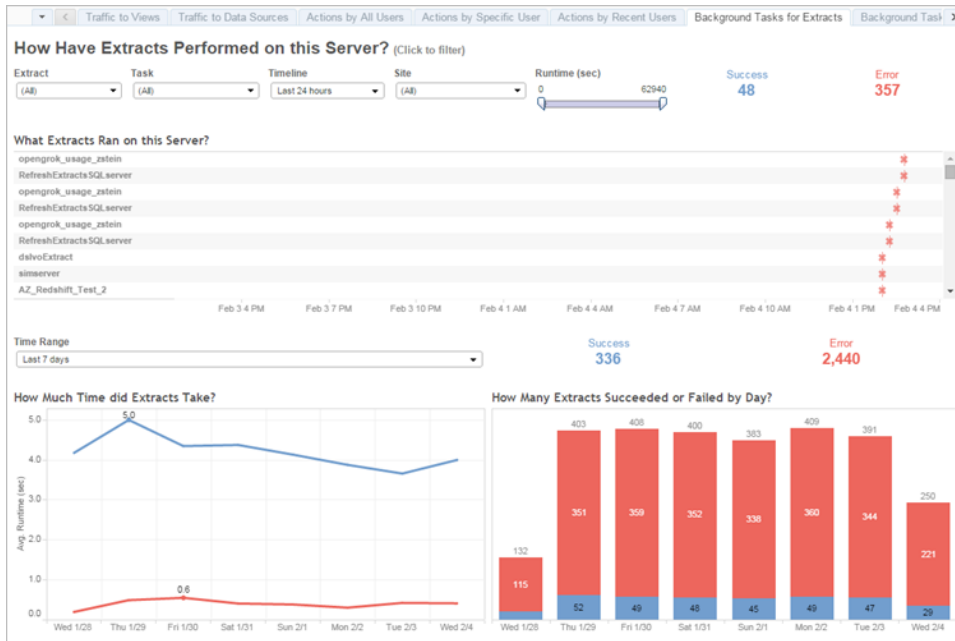 Traffic to Views Traffic to Data Sources Actions by All Users Actions by Specific User Actions by Recent Users Background Tasks for Extracts Background Task
How Have Extracts Performed on this Server? (Click to filter)
Extract Task Timeline Site Runtime (sec) Success Error
(All) (All) Last 24 hours (All) 0 62940 48 357
What Extracts Ran on this Server?
opengrok_usage_zstein
RefreshExtractsSQLserver
opengrok_usage_zstein
RefreshExtractsSQLserver
opengrok_usage_zstein
RefreshExtractsSQLserver
dslvoExtract
simserver
AZ_Redshift_Test_2
Feb 3 4 PM Feb 3 7 PM Feb 3 10 PM Feb 4 1 AM Feb 4 4 AM Feb 4 7 AM Feb 4 10 AM Feb 4 1 PM Feb 4 4 PM
Time Range Success Error
Last 7 days 336 2,440
How Much Time did Extracts Take? How Many Extracts Succeeded or Failed by Day?
Avg. Runtime (sec)
5.0
4.0
3.0
2.0
1.0
0.0
5.0
0.6
Wed 1/28 Thu 1/29 Fri 1/30 Sat 1/31 Sun 2/1 Mon 2/2 Tue 2/3 Wed 2/4
132 403 408 400 383 409 391 250
115 351 359 352 338 360 344 221
52 49 48 45 49 47 29
Wed 1/28 Thu 1/29 Fri 1/30 Sat 1/31 Sun 2/1 Mon 2/2 Tue 2/3 Wed 2/4